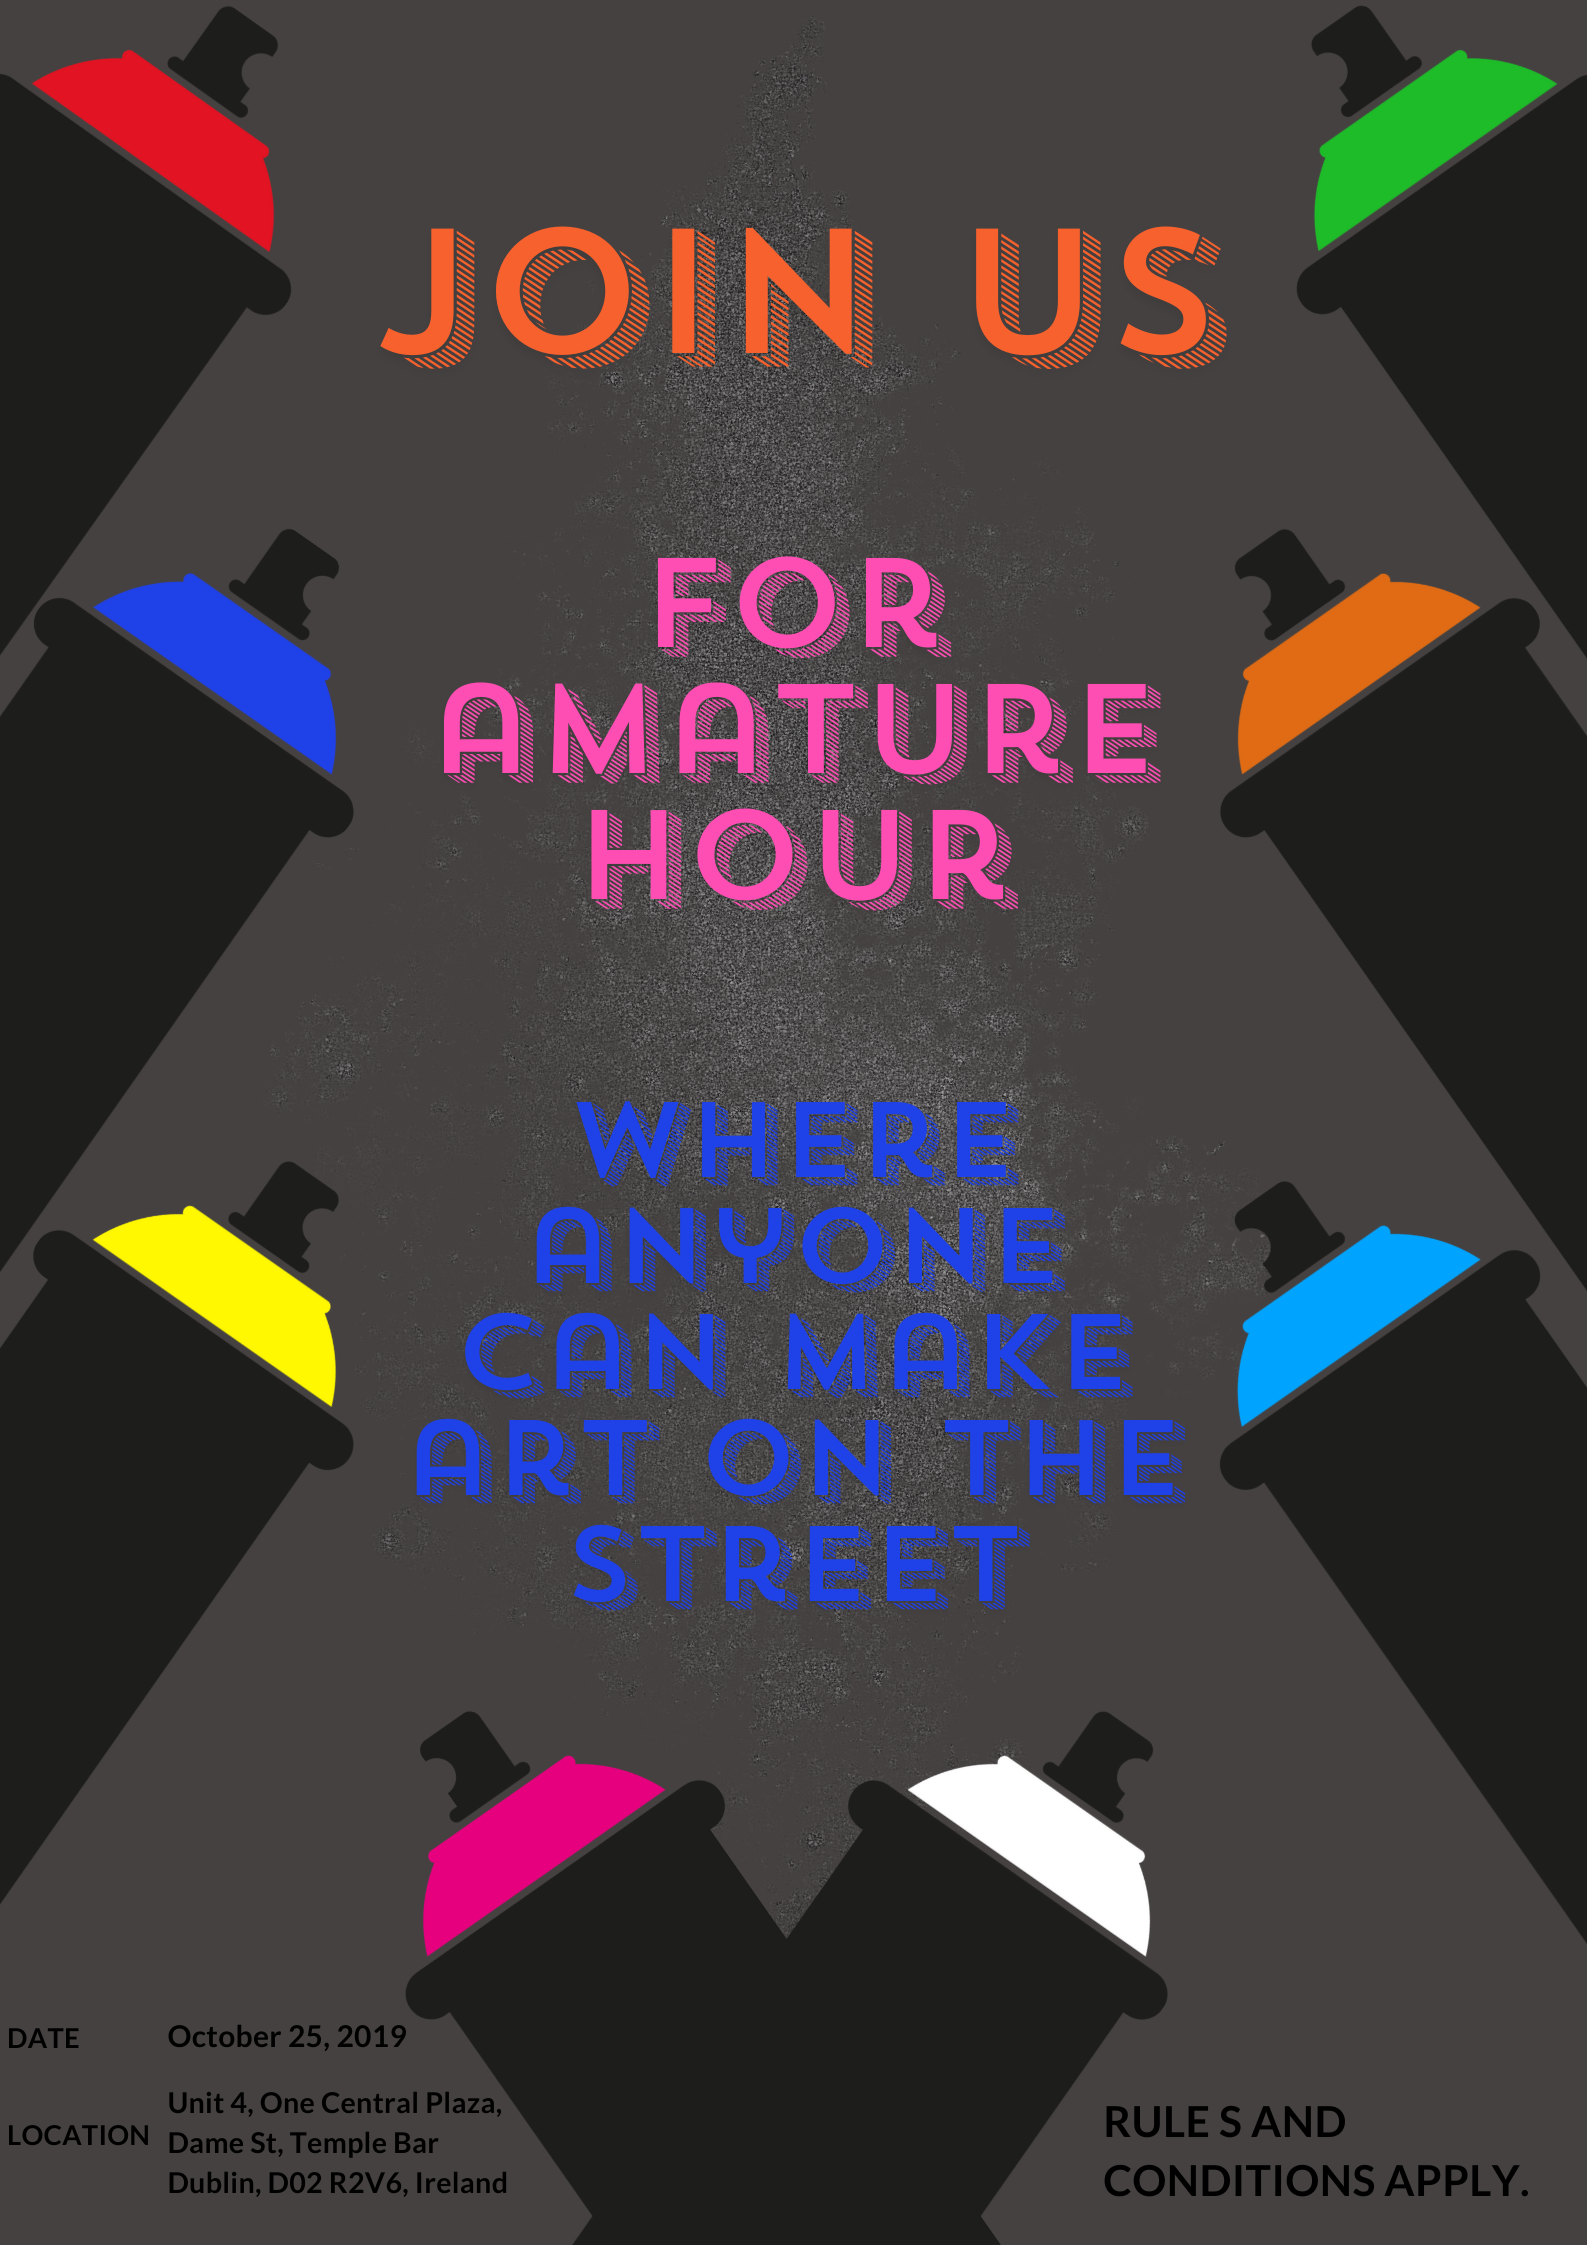 JOIN US
FOR
AMATURE
HOUR
WHERE
ANYONE
CAN MAKE
ART ON THE
STREET
DATE
October 25, 2019
LOCATION
Unit 4, One Central Plaza,
Dame St, Temple Bar
Dublin, D02 R2V6, Ireland
RULE S AND
CONDITIONS APPLY.